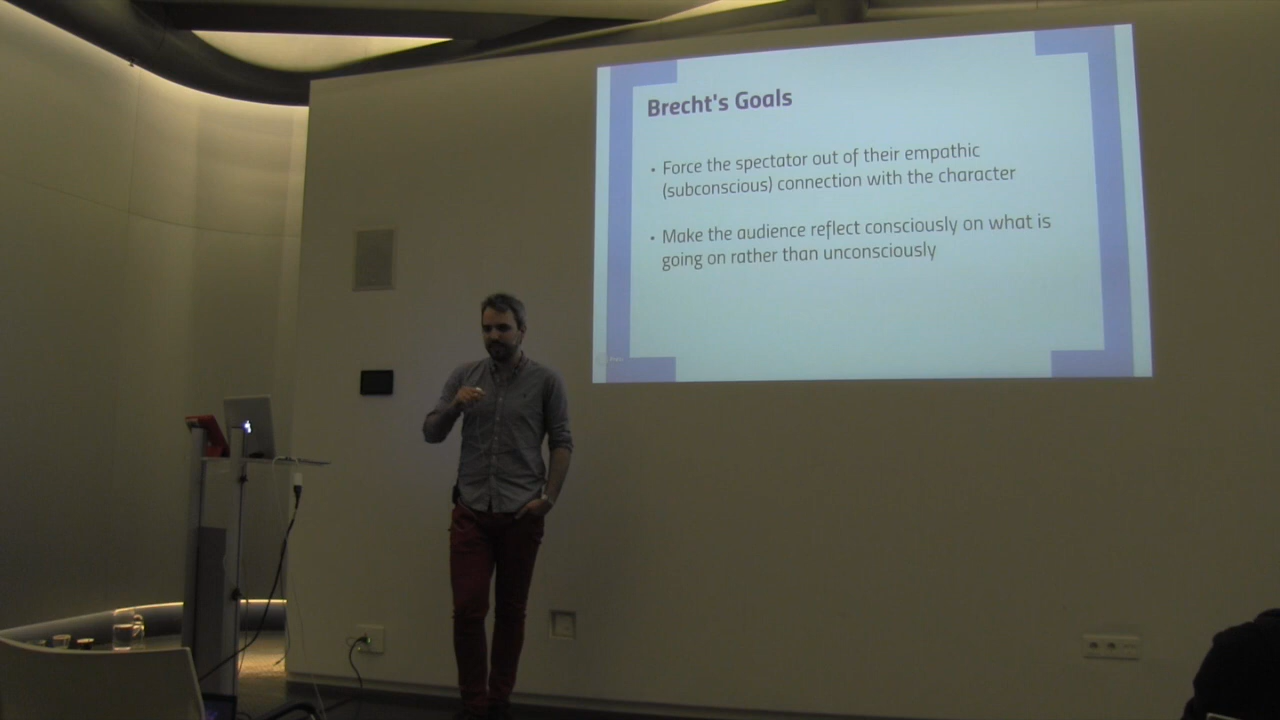 Brecht's Goals
• Force the spectator out of their empathic
(subconscious) connection with the character
• Make the audience reflect consciously on what is
going on rather than unconsciously